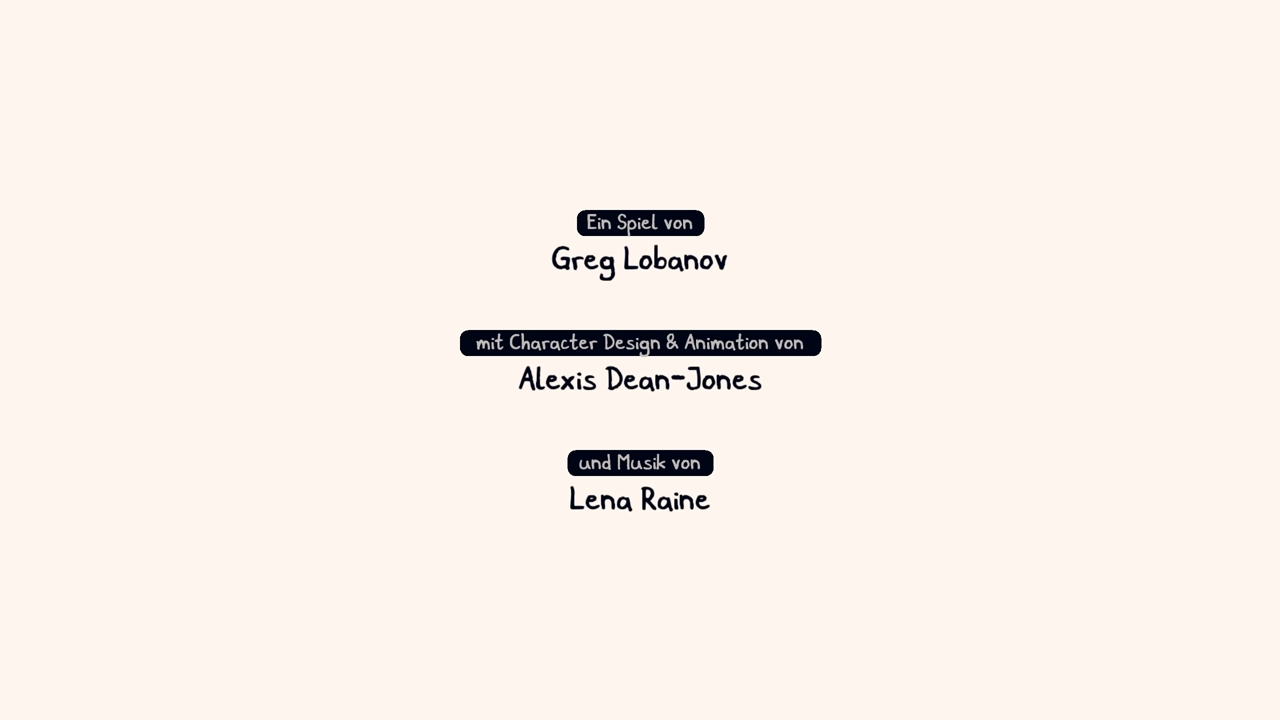 Ein Spiel von
Greg Lobanov
mit Character Design & Animation von
Alexis Dean-Jones
und Musik von
Lena Raine